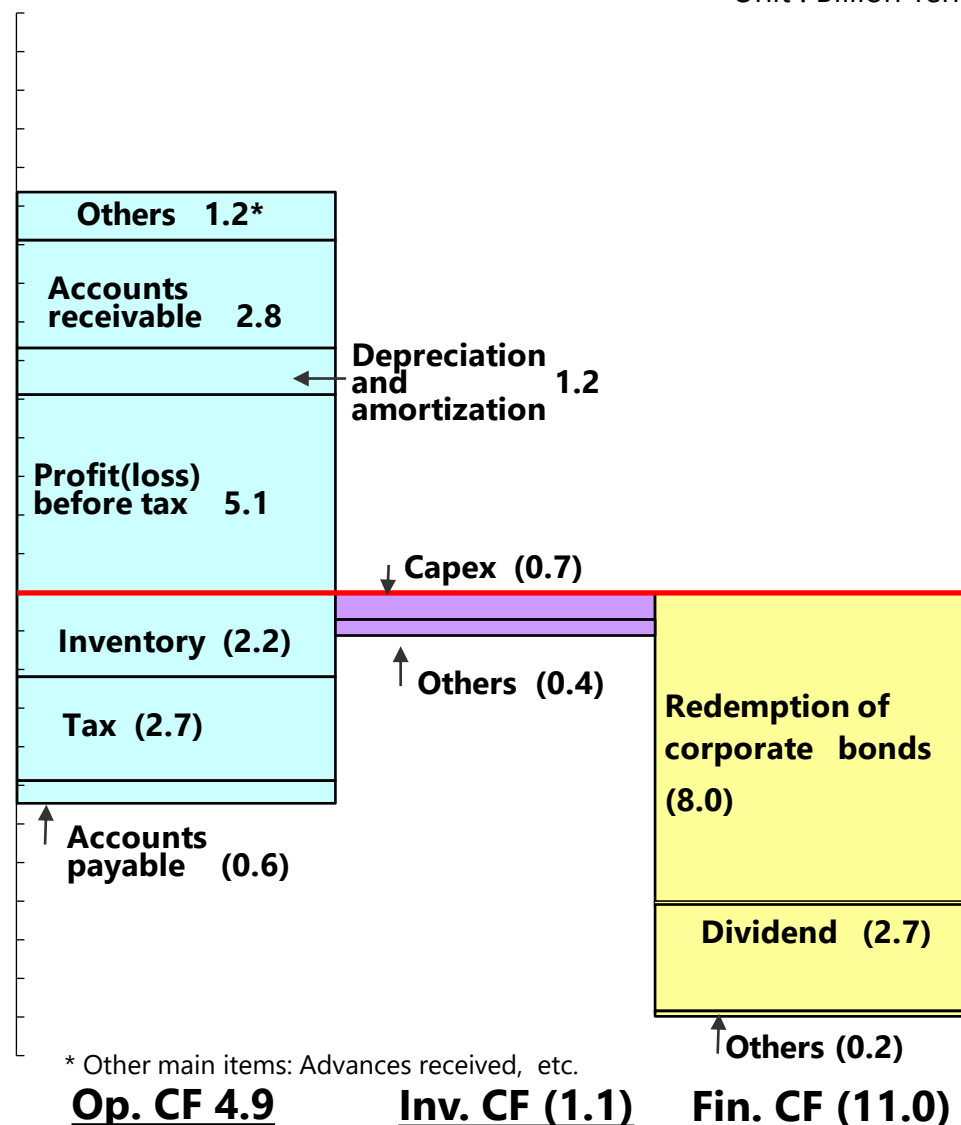 Others 1.2*
Accounts
receivable 2.8
Depreciation
and 1.2
amortization
Profit(loss)
before tax 5.1
Capex (0.7)
Inventory (2.2)
Others (0.4)
Tax (2.7)
Redemption of
corporate bonds
(8.0)
Accounts
payable (0.6)
Dividend (2.7)
Others (0.2)
* Other main items: Advances received, etc.
Op. CF 4.9 Inv. CF (1.1) Fin. CF (11.0)